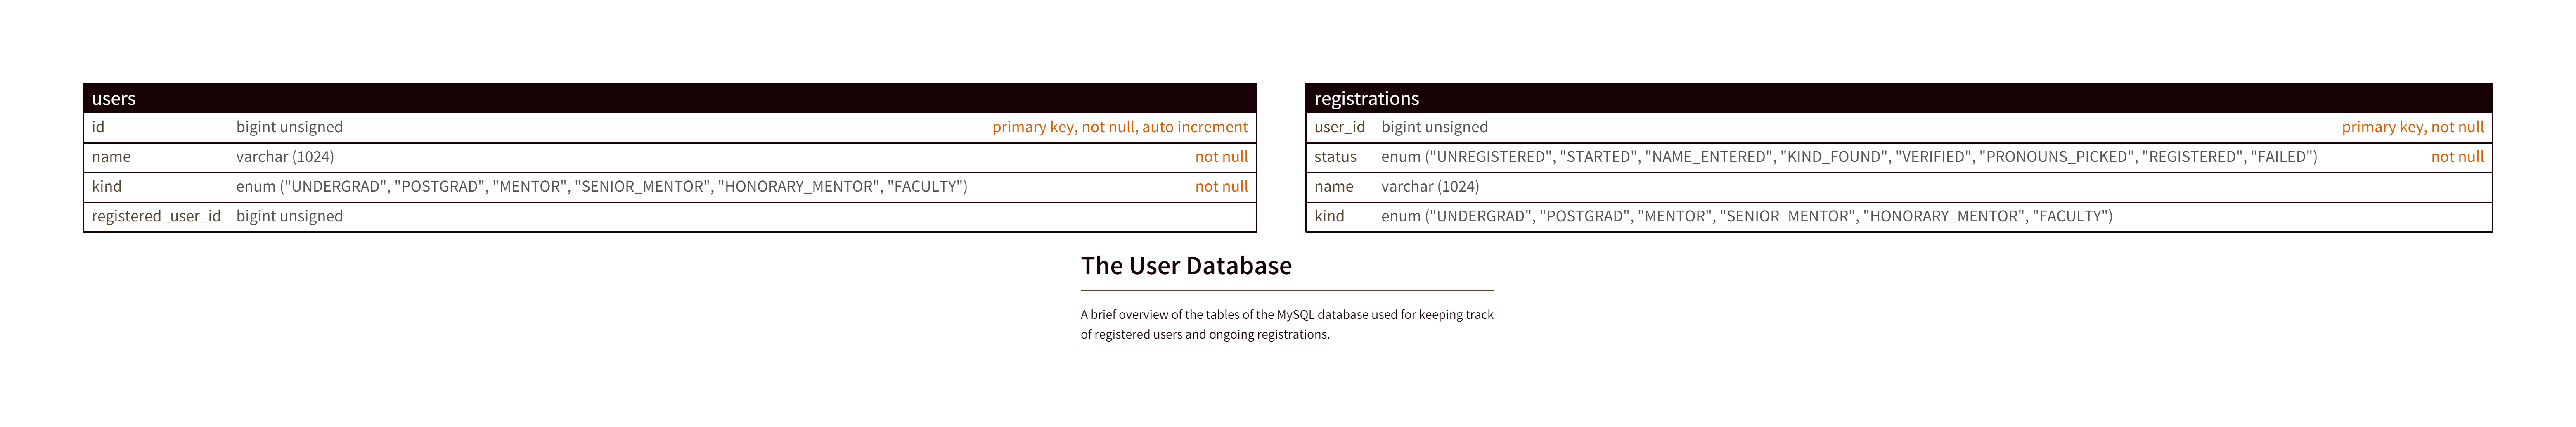 users
id bigint unsigned primary key, not null, auto increment
name varchar (1024) not null
kind enum ("UNDERGRAD", "POSTGRAD", "MENTOR", "SENIOR_MENTOR", "HONORARY_MENTOR", "FACULTY") not null
registered_user_id bigint unsigned
registrations
user_id bigint unsigned primary key, not null
status enum ("UNREGISTERED", "STARTED", "NAME_ENTERED", "KIND_FOUND", "VERIFIED", "PRONOUNS_PICKED", "REGISTERED", "FAILED") not null
name varchar (1024)
kind enum ("UNDERGRAD", "POSTGRAD", "MENTOR", "SENIOR_MENTOR", "HONORARY_MENTOR", "FACULTY")
The User Database
A brief overview of the tables of the MySQL database used for keeping track
of registered users and ongoing registrations.